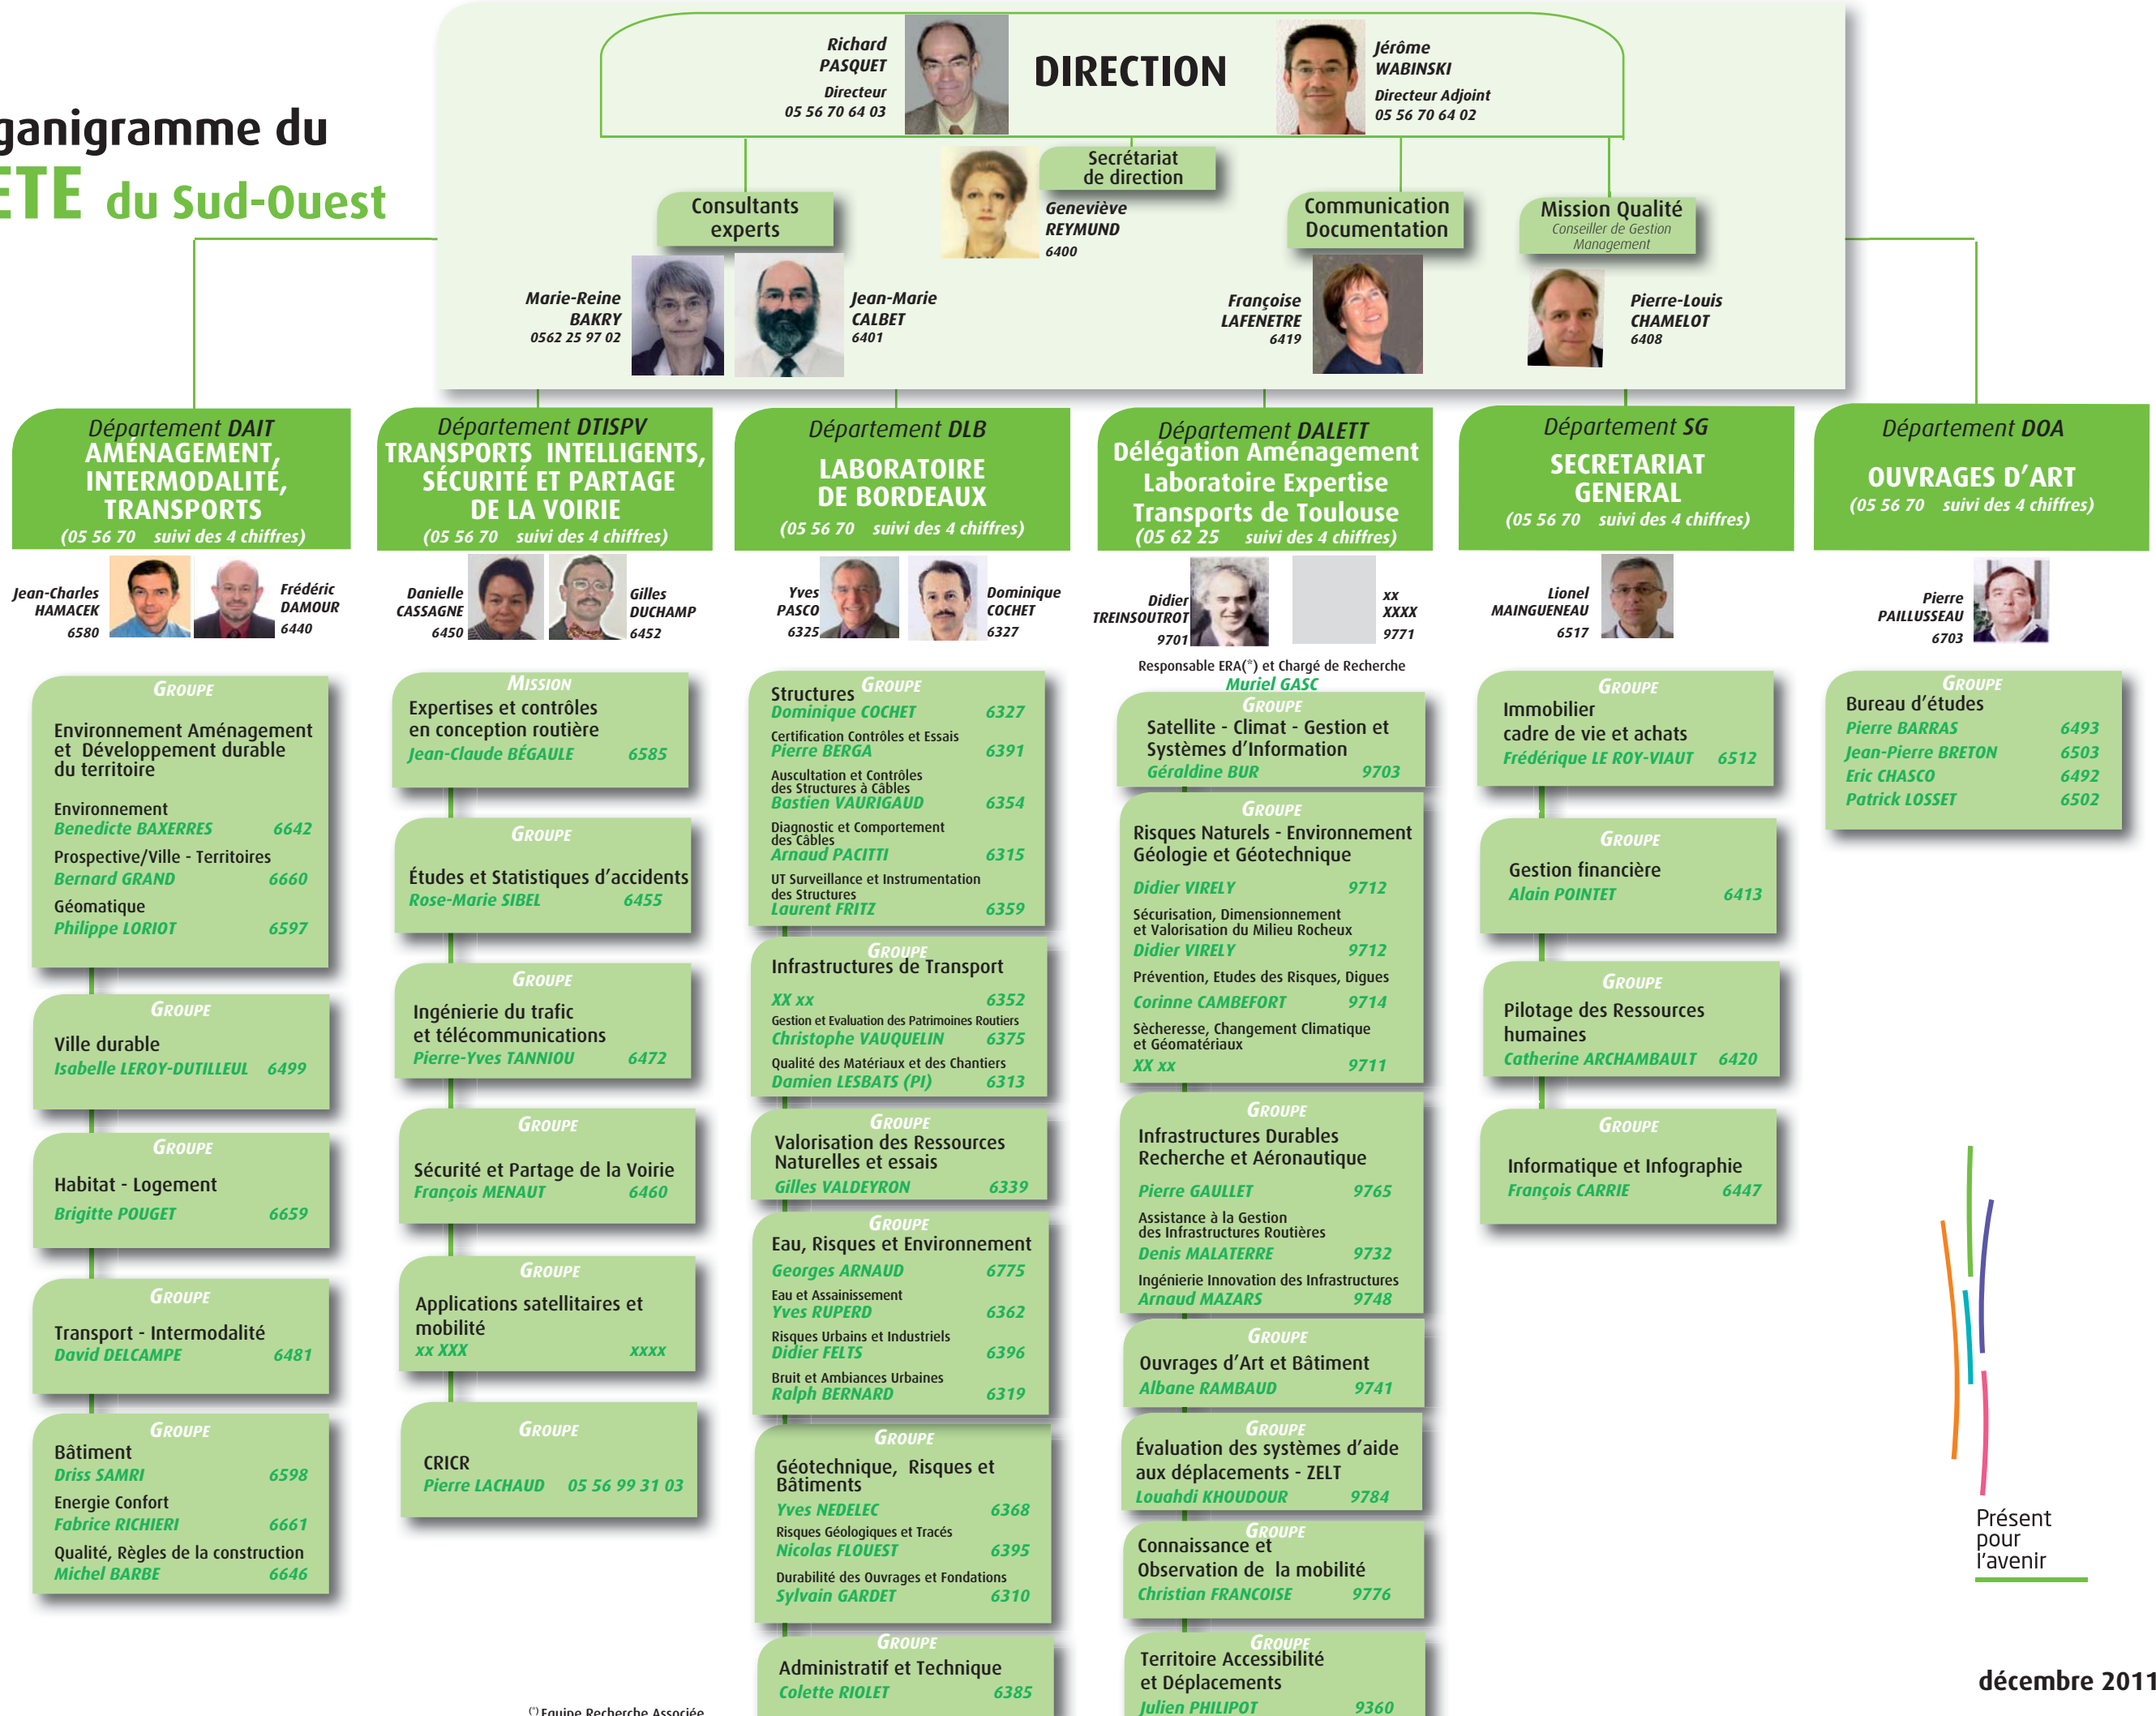 ganigramme du
ETE du Sud-Ouest
Richard
PASQUET
Directeur
05 56 70 64 03
DIRECTION
Jérôme
WABINSKI
Directeur Adjoint
05 56 70 64 02
Consultants
experts
Marie-Reine
BAKRY
0562 25 97 02
Jean-Marie
CALBET
6401
Secrétariat
de direction
Geneviève
REYMUND
6400
Communication
Documentation
Françoise
LAFENETRE
6419
Mission Qualité
Conseiller de Gestion
Management
Pierre-Louis
CHAMELOT
6408
Département DAIT
AMÉNAGEMENT,
INTERMODALITÉ,
TRANSPORTS
(05 56 70 suivi des 4 chiffres)
Jean-Charles
HAMACEK
6580
Frédéric
DAMOUR
6440
GROUPE
Environnement Aménagement
et Développement durable
du territoire
Environnement
Benedicte BAXERRES 6642
Prospective/Ville - Territoires
Bernard GRAND 6660
Géomatique
Philippe LORIOT 6597
GROUPE
Ville durable
Isabelle LEROY-DUTILLEUL 6499
GROUPE
Habitat - Logement
Brigitte POUGET 6659
GROUPE
Transport - Intermodalité
David DELCAMPE 6481
GROUPE
Bâtiment
Driss SAMRI 6598
Energie Confort
Fabrice RICHIERI 6661
Qualité, Règles de la construction
Michel BARBE 6646
Département DTISPV
TRANSPORTS INTELLIGENTS,
SÉCURITÉ ET PARTAGE
DE LA VOIRIE
(05 56 70 suivi des 4 chiffres)
Danielle
CASSAGNE
6450
Gilles
DUCHAMP
6452
MISSION
Expertises et contrôles
en conception routière
Jean-Claude BÉGAULE 6585
GROUPE
Études et Statistiques d'accidents
Rose-Marie SIBEL 6455
GROUPE
Ingénierie du trafic
et télécommunications
Pierre-Yves TANNIOU 6472
GROUPE
Sécurité et Partage de la Voirie
François MENAUT 6460
GROUPE
Applications satellitaires et
mobilité
xx XXX xxxx
GROUPE
CRICR
Pierre LACHAUD 05 56 99 31 03
Département DLB
LABORATOIRE
DE BORDEAUX
(05 56 70 suivi des 4 chiffres)
Yves
PASCO
6325
Dominique
COCHET
6327
GROUPE
Structures
Dominique COCHET 6327
Certification Contrôles et Essais
Pierre BERGA 6391
Auscultation et Contrôles
des Structures à Câbles
Bastien VAURIGAUD 6354
Diagnostic et Comportement
des Câbles
Arnaud PACITTI 6315
UT Surveillance et Instrumentation
des Structures
Laurent FRITZ 6359
GROUPE
Infrastructures de Transport
XX xx 6352
Gestion et Evaluation des Patrimoines Routiers
Christophe VAUQUELIN 6375
Qualité des Matériaux et des Chantiers
Damien LESBATS (PI) 6313
GROUPE
Valorisation des Ressources
Naturelles et essais
Gilles VALDEYRON 6339
GROUPE
Eau, Risques et Environnement
Georges ARNAUD 6775
Eau et Assainissement
Yves RUPERD 6362
Risques Urbains et Industriels
Didier FELTS 6396
Bruit et Ambiances Urbaines
Ralph BERNARD 6319
GROUPE
Géotechnique, Risques et
Bâtiments
Yves NEDELEC 6368
Risques Géologiques et Tracés
Nicolas FLOUEST 6395
Durabilité des Ouvrages et Fondations
Sylvain GARDET 6310
GROUPE
Administratif et Technique
Colette RIOLET 6385
Département DALETT
Délégation Aménagement
Laboratoire Expertise
Transports de Toulouse
(05 62 25 suivi des 4 chiffres)
Didier
TREINSOUTROT
9701
xx
XXXX
9771
Responsable ERA(*) et Chargé de Recherche
Muriel GASC
GROUPE
Satellite - Climat - Gestion et
Systèmes d'Information
Géraldine BUR 9703
GROUPE
Risques Naturels - Environnement
Géologie et Géotechnique
Didier VIRELY 9712
Sécurisation, Dimensionnement
et Valorisation du Milieu Rocheux
Didier VIRELY 9712
Prévention, Etudes des Risques, Digues
Corinne CAMBEFORT 9714
Sècheresse, Changement Climatique
et Géomatériaux
XX xx 9711
GROUPE
Infrastructures Durables
Recherche et Aéronautique
Pierre GAULLET 9765
Assistance à la Gestion
des Infrastructures Routières
Denis MALATERRE 9732
Ingénierie Innovation des Infrastructures
Arnaud MAZARS 9748
GROUPE
Ouvrages d'Art et Bâtiment
Albane RAMBAUD 9741
GROUPE
Évaluation des systèmes d'aide
aux déplacements - ZELT
Louahdi KHOUDOUR 9784
GROUPE
Connaissance et
Observation de la mobilité
Christian FRANCOISE 9776
GROUPE
Territoire Accessibilité
et Déplacements
Julien PHILIPOT 9360
Département SG
SECRETARIAT
GENERAL
(05 56 70 suivi des 4 chiffres)
Lionel
MAINGUENEAU
6517
GROUPE
Immobilier
cadre de vie et achats
Frédérique LE ROY-VIAUT 6512
GROUPE
Gestion financière
Alain POINTET 6413
GROUPE
Pilotage des Ressources
humaines
Catherine ARCHAMBAULT 6420
GROUPE
Informatique et Infographie
François CARRIE 6447
Département DOA
OUVRAGES D'ART
(05 56 70 suivi des 4 chiffres)
Pierre
PAILLUSSEAU
6703
GROUPE
Bureau d'études
Pierre BARRAS 6493
Jean-Pierre BRETON 6503
Eric CHASCO 6492
Patrick LOSSET 6502
Présent
pour
l'avenir
décembre 2011
(*) Equipe Recherche Associée